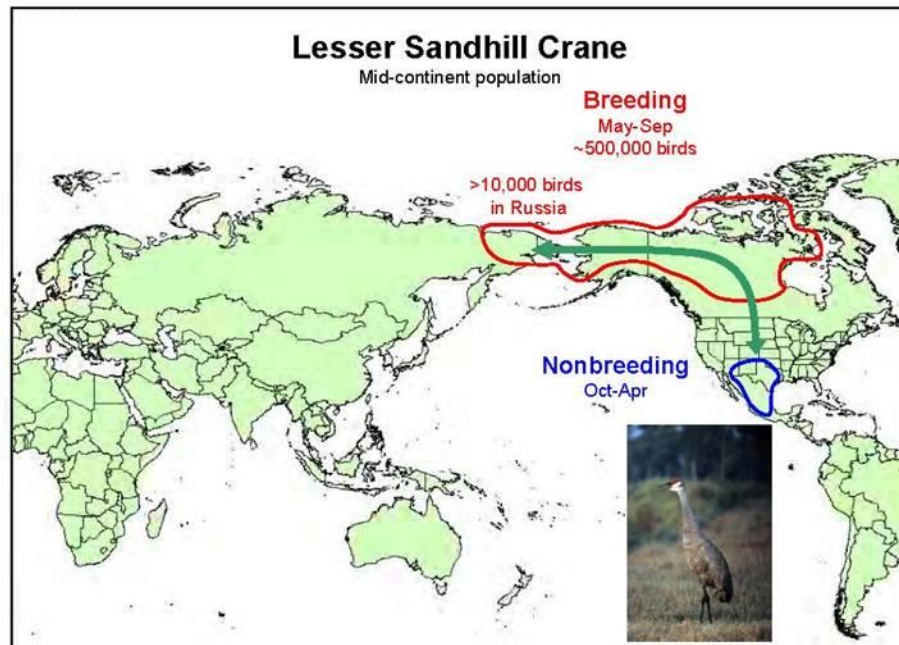 Lesser Sandhill Crane
Mid-continent population
Breeding
May-Sep
~500,000 birds
>10,000 birds
in Russia
Nonbreeding
Oct-Apr